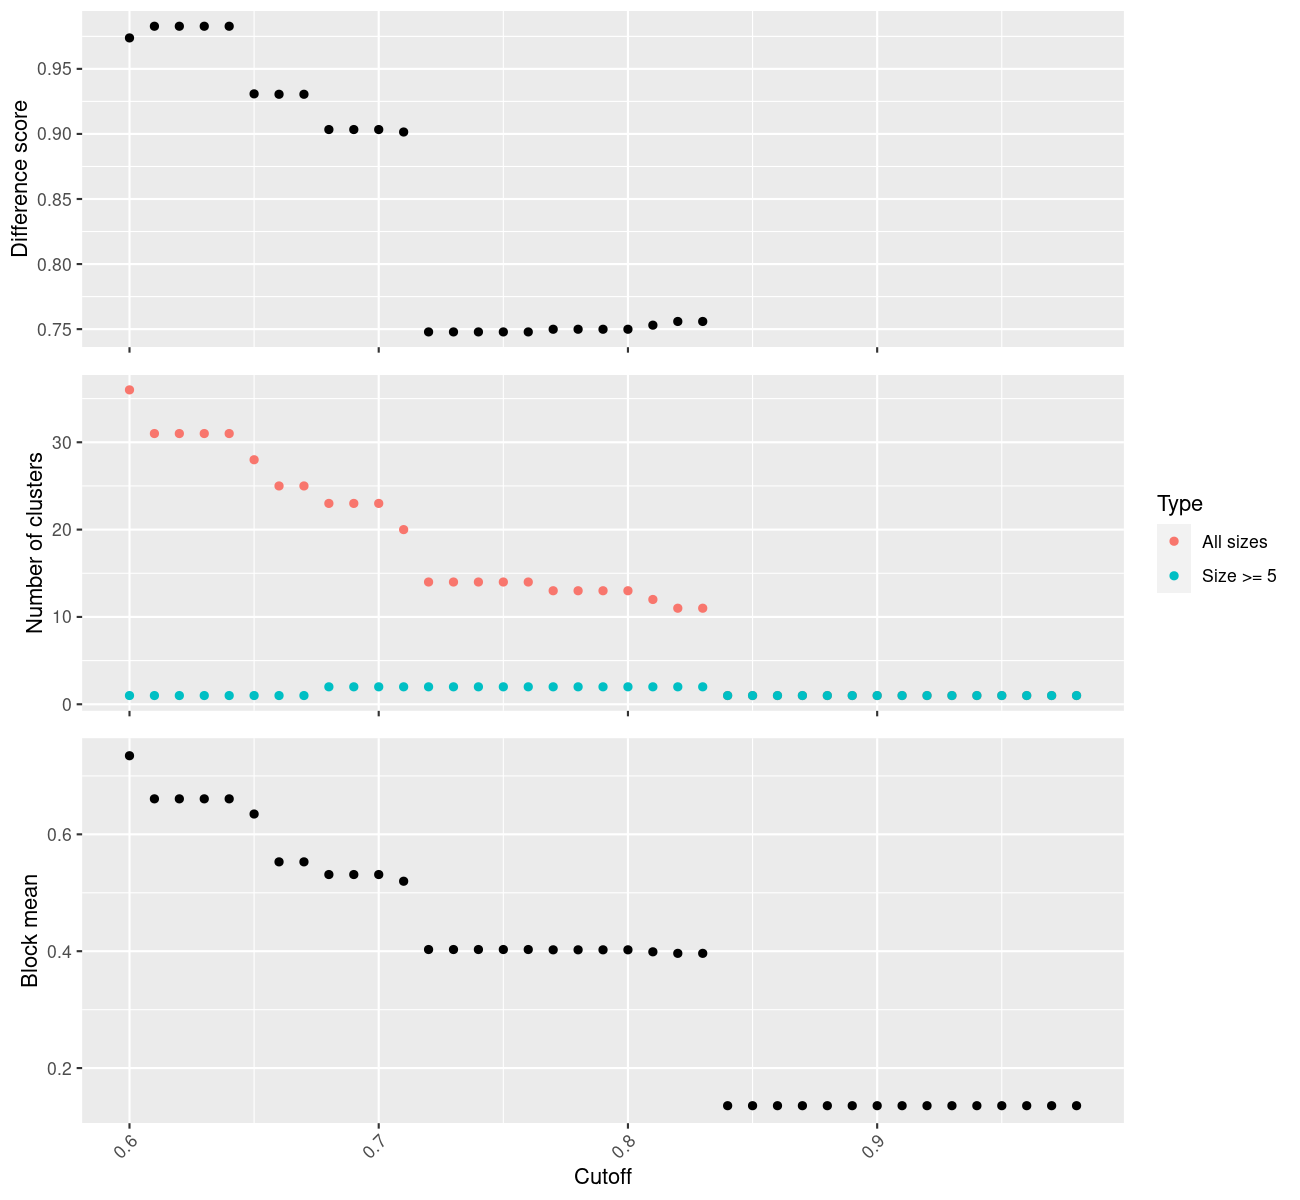 Difference score
0.95
0.90
0.85
0.80
0.75
Number of clusters
30
20
10
0
Type
All sizes
Size >= 5
Block mean
0.6
0.4
0.2
0.6 0.7 0.8 0.9
Cutoff